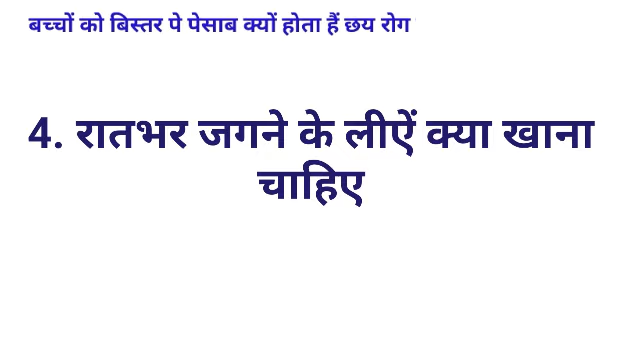 बच्चों को बिस्तर पे पेसाब क्यों होता हैं छय रोग
4. रातभर जगने के लीऐं क्या खाना
चाहिए